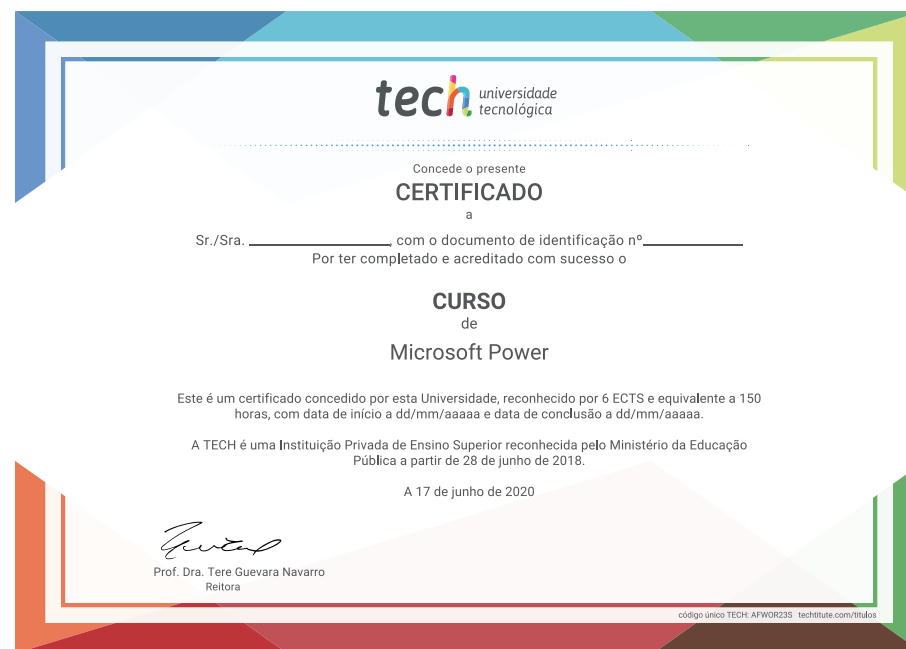 tech universidade
tecnológica
Concede o presente
CERTIFICADO
a
Sr./Sra. , com o documento de identificação nº
Por ter completado e acreditado com sucesso o
CURSO
de
Microsoft Power
Este é um certificado concedido por esta Universidade, reconhecido por 6 ECTS e equivalente a 150
horas, com data de início a dd/mm/aaaaa e data de conclusão a dd/mm/aaaaa.
A TECH é uma Instituição Privada de Ensino Superior reconhecida pelo Ministério da Educação
Pública a partir de 28 de junho de 2018.
A 17 de junho de 2020
Prof. Dra. Tere Guevara Navarro
Reitora
código único TECH: AFWOR23S techtitute.com/titulos